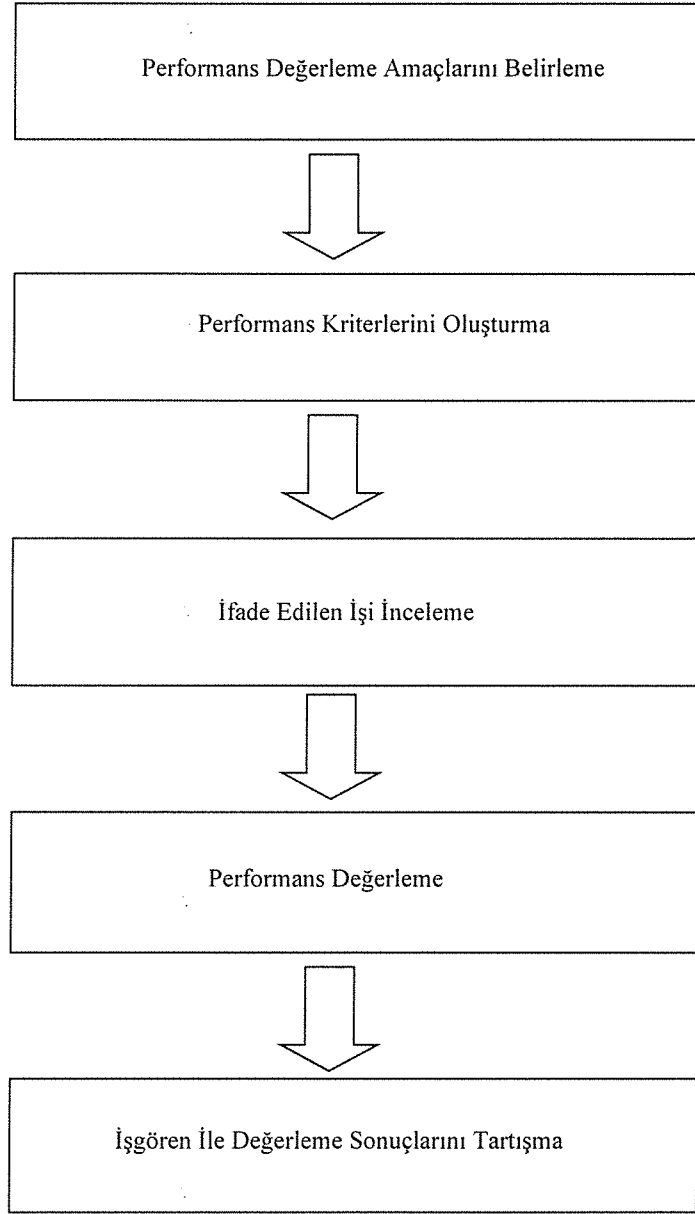 Performans Değerleme Amaçlarını Belirleme
Performans Kriterlerini Oluşturma
İfade Edilen İşi İnceleme
Performans Değerleme
İşgören İle Değerleme Sonuçlarını Tartışma